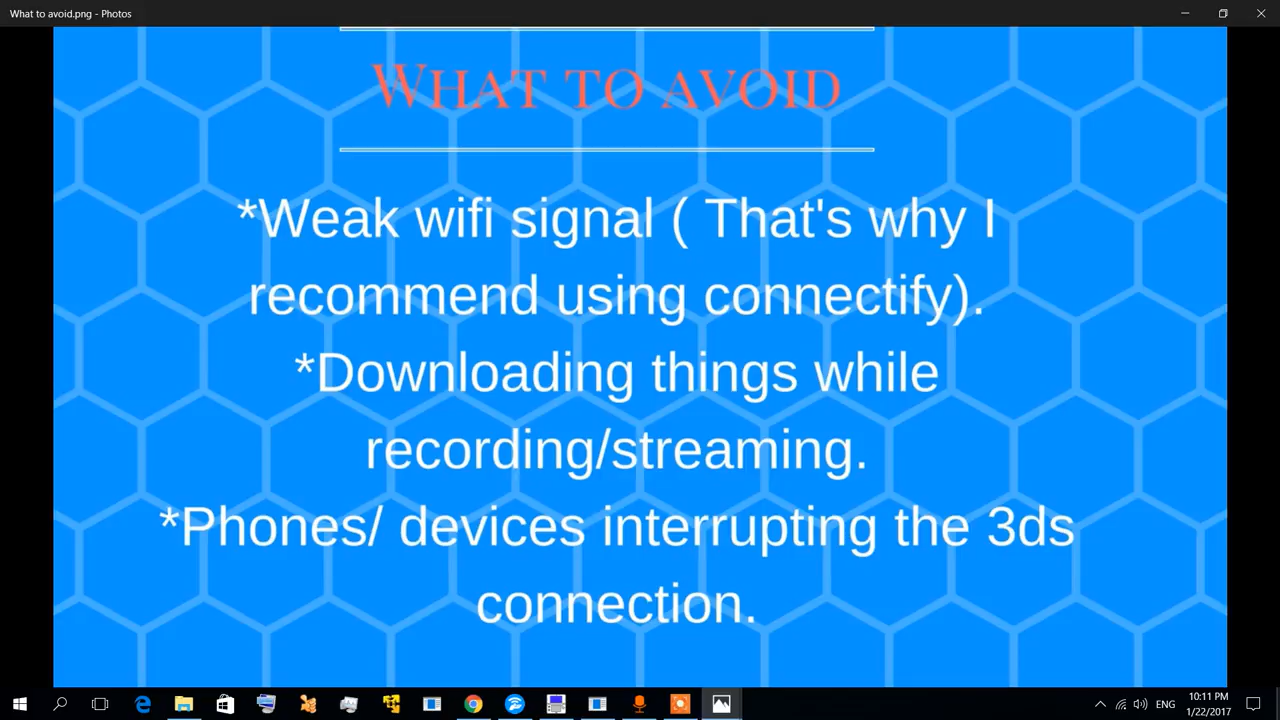 What to avoid.png - Photos
What to avoid
*Weak wifi signal ( That's why I
recommend using connectify).
*Downloading things while
recording/streaming.
*Phones/ devices interrupting the 3ds
connection.
ENG
10:11 PM
1/22/2017